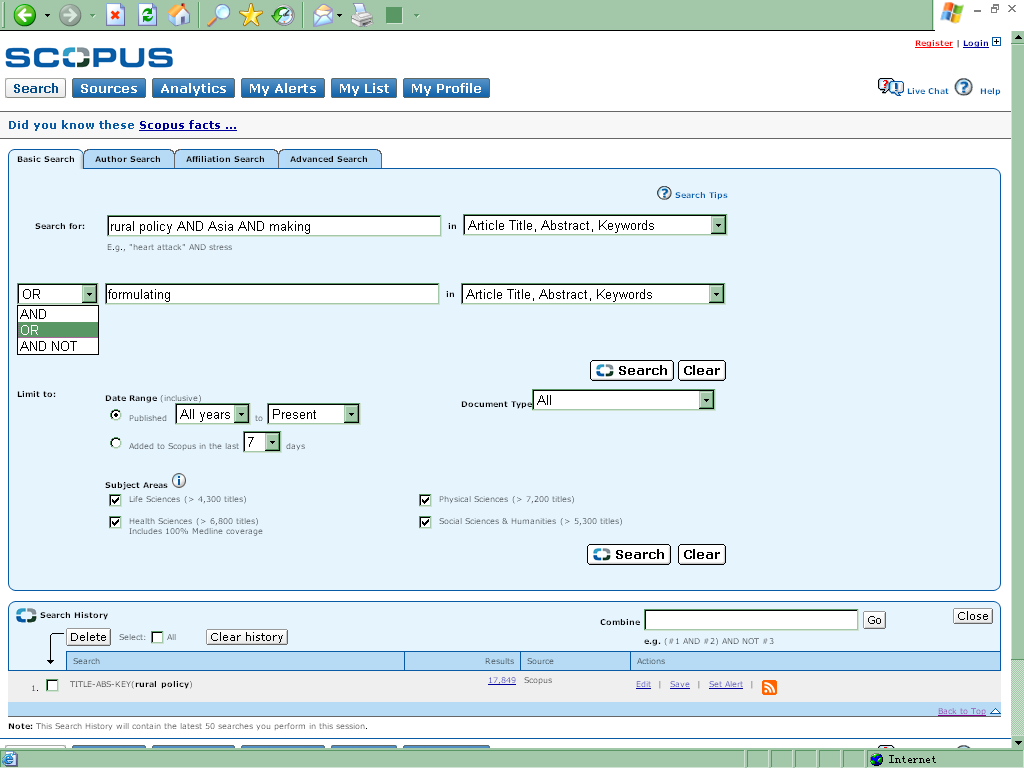 SCOPUS
Register | Login
Search Sources Analytics My Alerts My List My Profile
Live Chat Help
Did you know these Scopus facts ...
Basic Search Author Search Affiliation Search Advanced Search
Search Tips
Search for: rural policy AND Asia AND making in Article Title, Abstract, Keywords
E.g., "heart attack" AND stress
OR formulating in Article Title, Abstract, Keywords
AND
OR
AND NOT
Search Clear
Limit to:
Date Range (inclusive)
Published All years to Present
Document Type All
Added to Scopus in the last 7 days
Subject Areas
Life Sciences (> 4,300 titles) Physical Sciences (> 7,200 titles)
Health Sciences (> 6,800 titles) Social Sciences & Humanities (> 5,300 titles)
Includes 100% Medline coverage
Search Clear
Search History
Combine Go Close
Delete Select: All Clear history
e.g. (#1 AND #2) AND NOT #3
Search Results Source Actions
1. TITLE-ABS-KEY(rural policy) 17,849 Scopus Edit | Save | Set Alert |
Back to Top
Note: This Search History will contain the latest 50 searches you perform in this session.
Internet